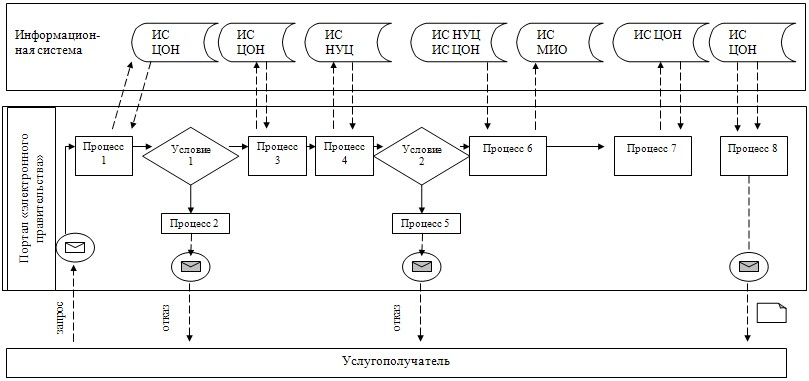 Информацион-
ная система
ИС
ЦОН
ИС
ЦОН
ИС
НУЦ
ИС НУЦ
ИС ЦОН
ИС
МИО
ИС ЦОН
ИС
ЦОН
Портал «электронного
правительства»
Процесс
1
Условие
1
Процесс
3
Процесс
4
Условие
2
Процесс 6
Процесс 7
Процесс 8
Процесс 2
Процесс 5
запрос
отказ
отказ
Услугополучатель